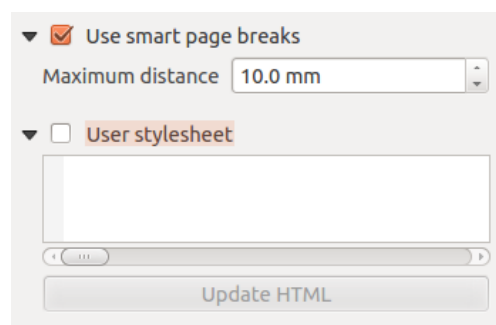 Use smart page breaks
Maximum distance 10.0 mm
User stylesheet
Update HTML